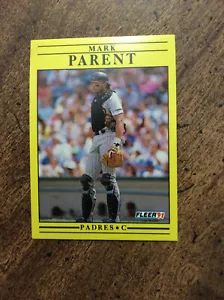 MARK
PARENT
FLEER 91
PADRES • C